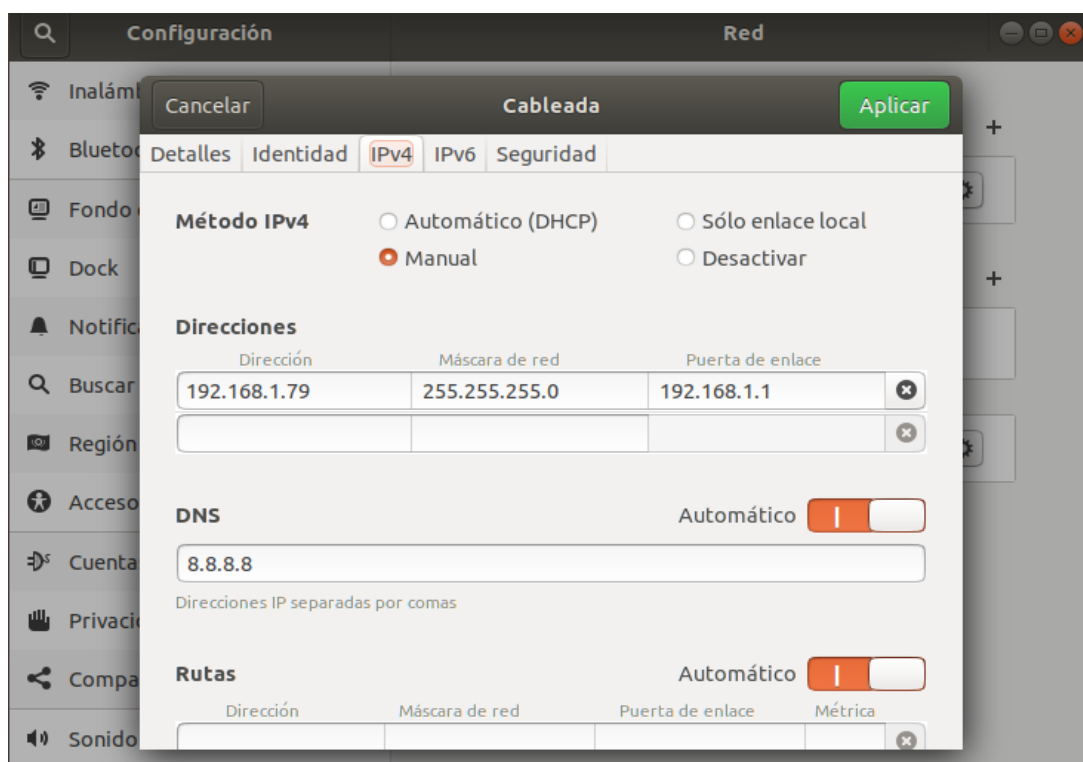 Configuración Red
Inalámb
Bluetoo
Fondo
Dock
Notifica
Buscar
Región
Acceso
Cuenta
Privacio
Compa
Sonido
Cancelar Cableada Aplicar
Detalles Identidad IPv4 IPv6 Seguridad
Método IPv4 Automático (DHCP) Sólo enlace local
Manual Desactivar
Direcciones
Dirección Máscara de red Puerta de enlace
192.168.1.79 255.255.255.0 192.168.1.1
DNS Automático
8.8.8.8
Direcciones IP separadas por comas
Rutas Automático
Dirección Máscara de red Puerta de enlace Métrica